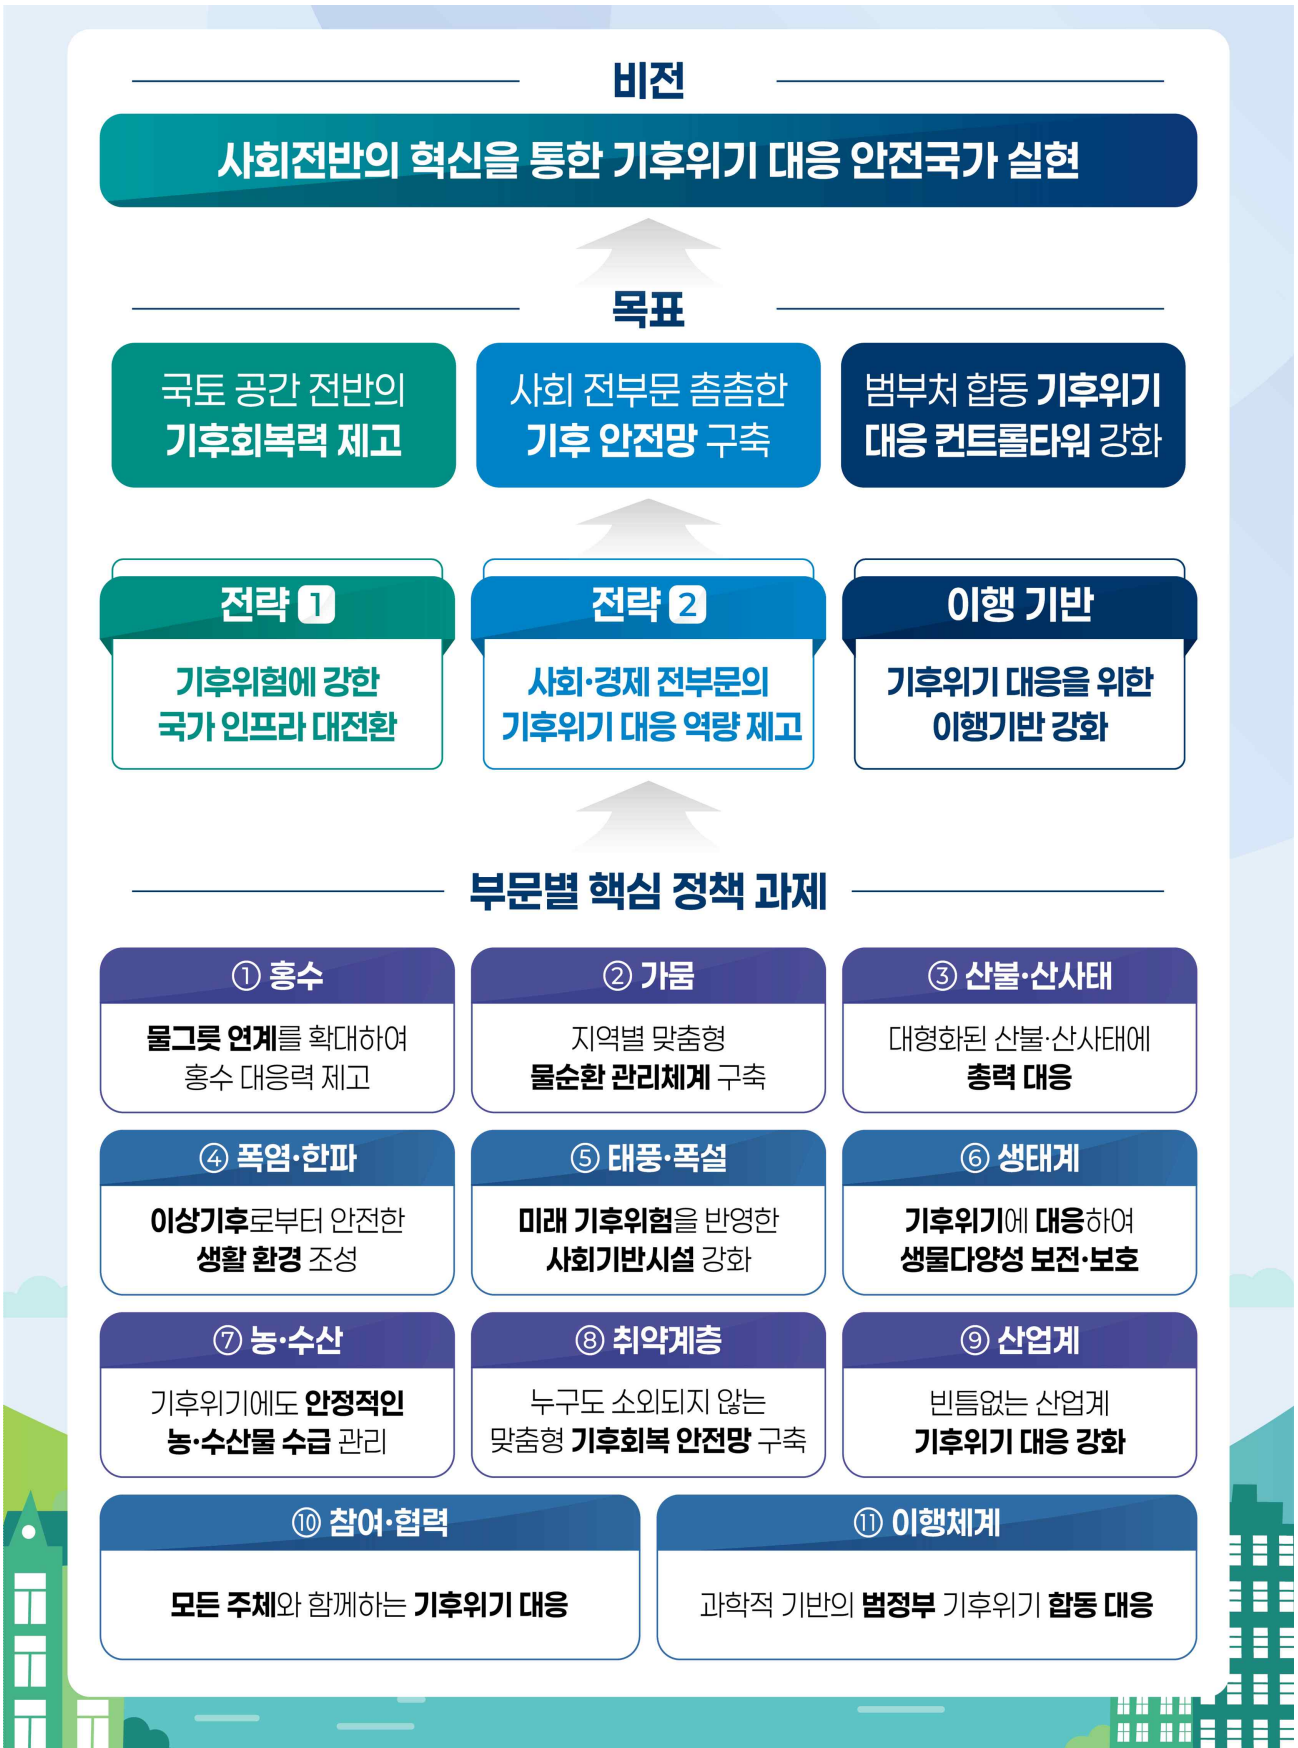 비전
사회전반의 혁신을 통한 기후위기 대응 안전국가 실현
목표
국토 공간 전반의
기후회복력 제고
사회 전부문 촘촘한
기후 안전망 구축
범부처 합동 기후위기
대응 컨트롤타워 강화
전략 1
기후위험에 강한
국가 인프라 대전환
전략 2
사회·경제 전부문의
기후위기 대응 역량 제고
이행 기반
기후위기 대응을 위한
이행기반 강화
부문별 핵심 정책 과제
① 홍수
물그릇 연계를 확대하여
홍수 대응력 제고
② 가뭄
지역별 맞춤형
물순환 관리체계 구축
③ 산불·산사태
대형화된 산불·산사태에
총력 대응
④ 폭염·한파
이상기후로부터 안전한
생활 환경 조성
⑤ 태풍·폭설
미래 기후위험을 반영한
사회기반시설 강화
⑥ 생태계
기후위기에 대응하여
생물다양성 보전·보호
⑦ 농·수산
기후위기에도 안정적인
농·수산물 수급 관리
⑧ 취약계층
누구도 소외되지 않는
맞춤형 기후회복 안전망 구축
⑨ 산업계
빈틈없는 산업계
기후위기 대응 강화
⑩ 참여·협력
모든 주체와 함께하는 기후위기 대응
⑪ 이행체계
과학적 기반의 범정부 기후위기 합동 대응